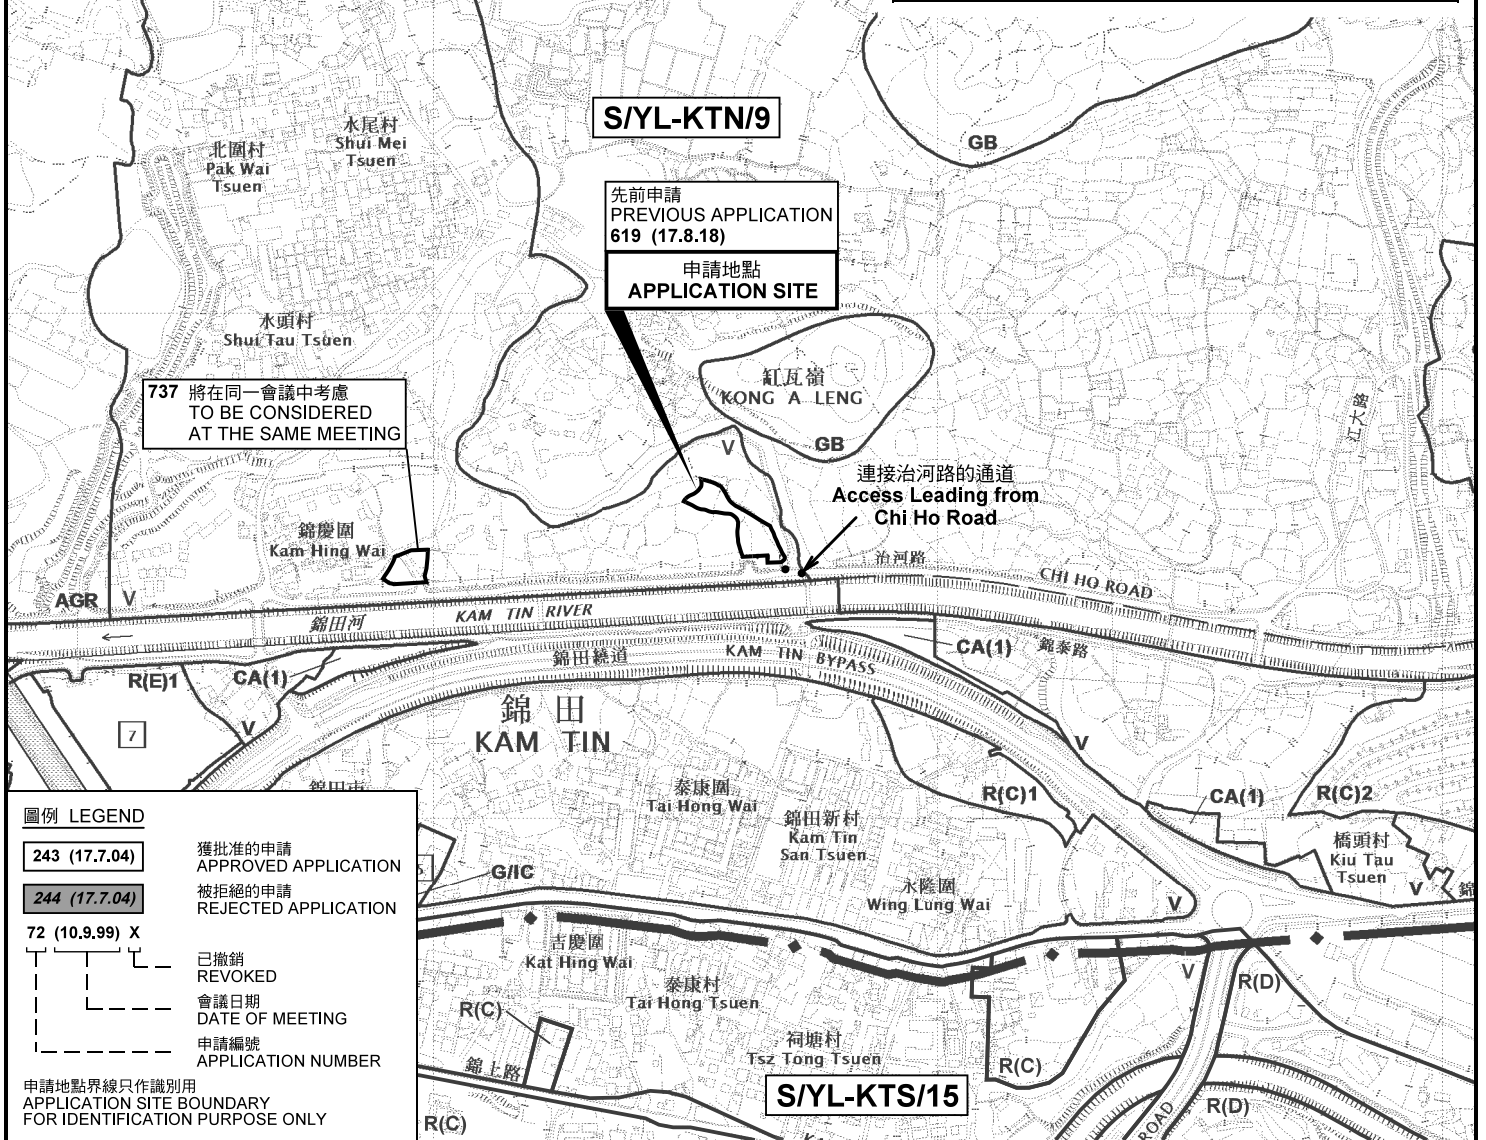 S/YL-KTN/9
GB
水尾村
Shui Mei
Tsuen
北圍村
Pak Wai
Tsuen
先前申請
PREVIOUS APPLICATION
619 (17.8.18)
申請地點
APPLICATION SITE
水頭村
Shui Tau Tsuen
737 將在同一會議中考慮
TO BE CONSIDERED
AT THE SAME MEETING
缸瓦嶺
KONG A LENG
GB
V
江大路
連接治河路的通道
Access Leading from
Chi Ho Road
錦慶圍
Kam Hing Wai
治河路
CHI HO ROAD
AGR
V
KAM TIN RIVER
錦田河
錦田繞道
KAM TIN BYPASS
CA(1)
錦泰路
R(E)1
CA(1)
7
V
錦田
KAM TIN
V
錦田市
泰康圍
Tai Hong Wai
錦田新村
Kam Tin
San Tsuen
R(C)1
CA(1)
R(C)2
橋頭村
Kiu Tau
Tsuen
V
錦
G/IC
永隆圍
Wing Lung Wai
V
吉慶圍
Kat Hing Wai
泰康村
Tai Hong Tsuen
V
R(D)
R(C)
祠塘村
Tsz Tong Tsuen
錦上路
R(C)
S/YL-KTS/15
R(D)
ROAD
R(C)
圖例 LEGEND
243 (17.7.04)
獲批准的申請
APPROVED APPLICATION
244 (17.7.04)
被拒絕的申請
REJECTED APPLICATION
72 (10.9.99) X
已撤銷
REVOKED
會議日期
DATE OF MEETING
申請編號
APPLICATION NUMBER
申請地點界線只作識別用
APPLICATION SITE BOUNDARY
FOR IDENTIFICATION PURPOSE ONLY